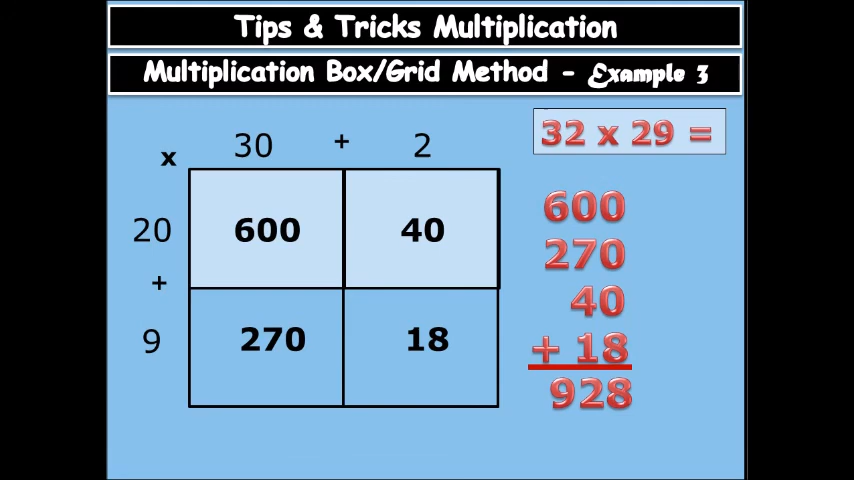 Tips & Tricks Multiplication
Multiplication Box/Grid Method - Example 3
32 x 29 =
x 30 + 2
20 600 40
+
9 270 18
600
270
40
+ 18
928